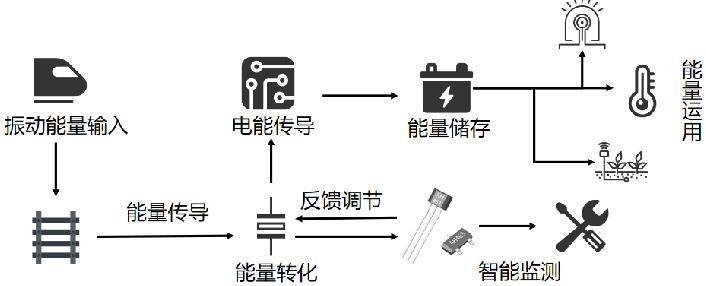 振动能量输入
电能传导
能量储存
能量运用
能量传导
反馈调节
能量转化
智能监测